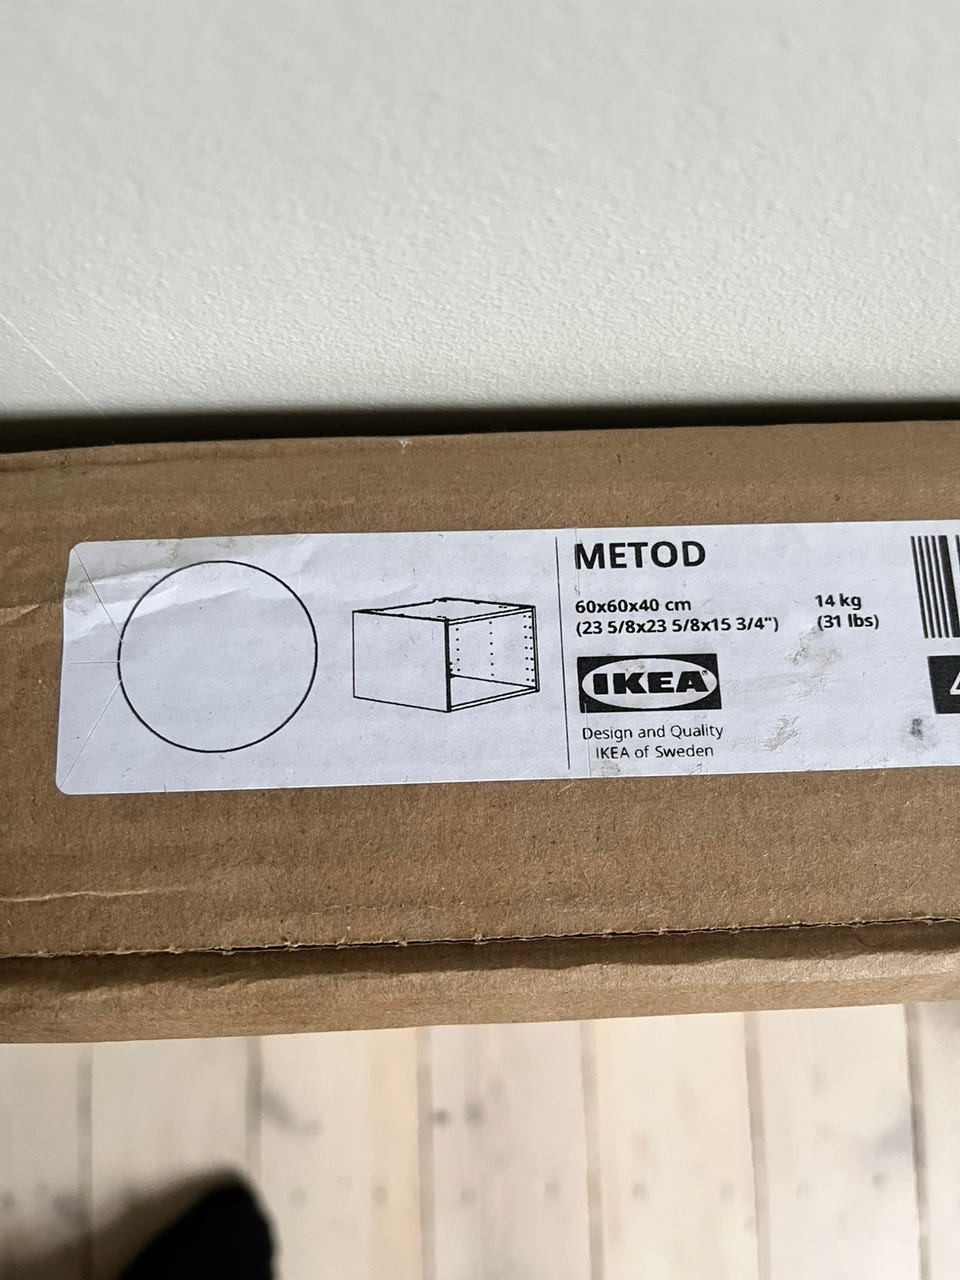 METOD
60x60x40 cm
(23 5/8x23 5/8x15 3/4")
14 kg
(31 lbs)
IKEA®
Design and Quality
IKEA of Sweden